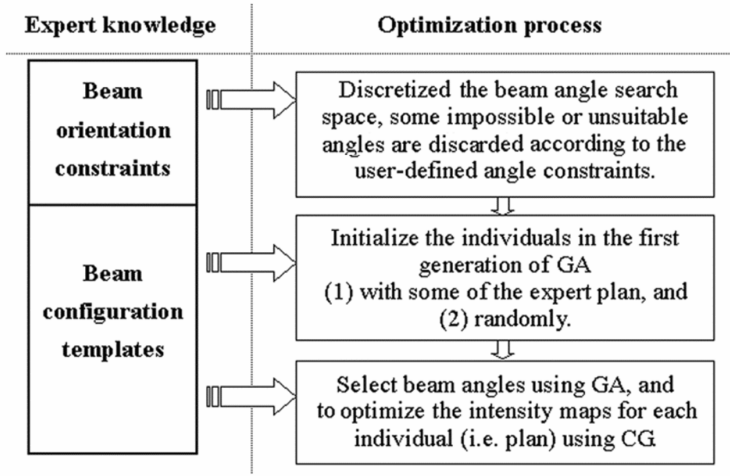 Expert knowledge
Optimization process
Beam
orientation
constraints
Discretized the beam angle search
space, some impossible or unsuitable
angles are discarded according to the
user-defined angle constraints.
Beam
configuration
templates
Initialize the individuals in the first
generation of GA
(1) with some of the expert plan, and
(2) randomly.
Select beam angles using GA, and
to optimize the intensity maps for each
individual (i.e. plan) using CG